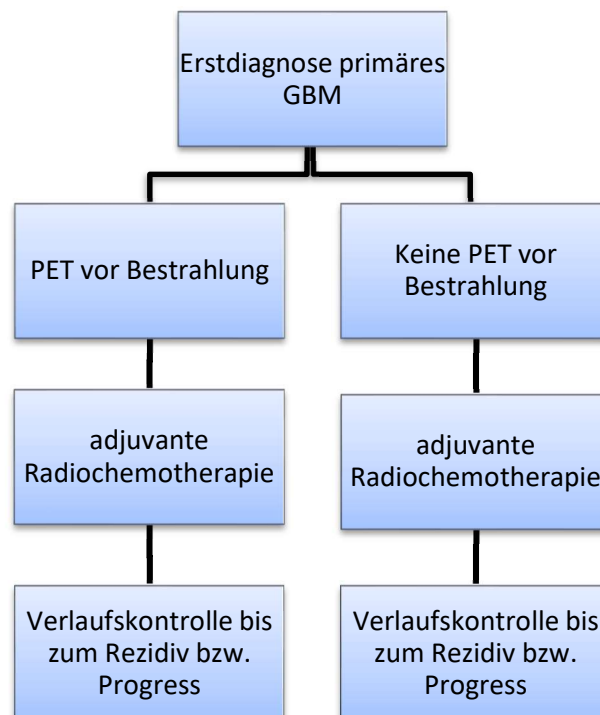 Erstdiagnose primäres
GBM
PET vor Bestrahlung
Keine PET vor
Bestrahlung
adjuvante
Radiochemotherapie
adjuvante
Radiochemotherapie
Verlaufskontrolle bis
zum Rezidiv bzw.
Progress
Verlaufskontrolle bis
zum Rezidiv bzw.
Progress